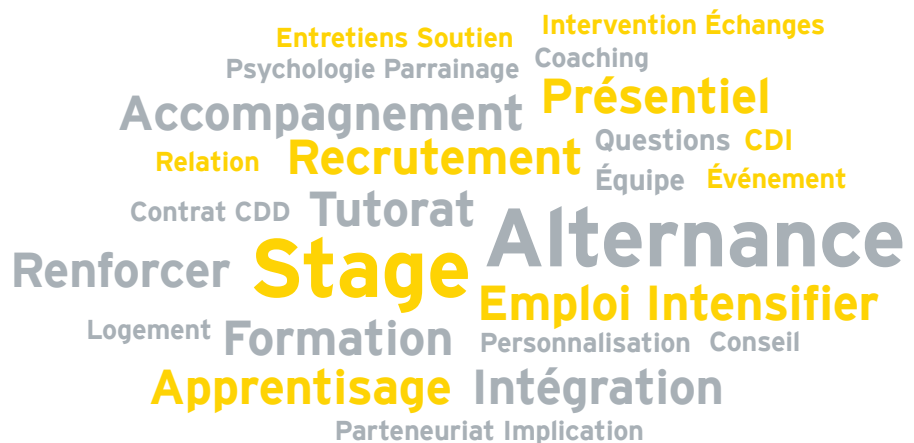 Intervention Échanges
Entretiens Soutien
Coaching
Psychologie Parrainage
Présentiel
Accompagnement
Questions CDI
Relation Recrutement
Équipe Événement
Contrat CDD Tutorat
Alternance
Renforcer Stage
Emploi Intensifier
Logement Formation
Personnalisation Conseil
Apprentisage Intégration
Parteneuriat Implication